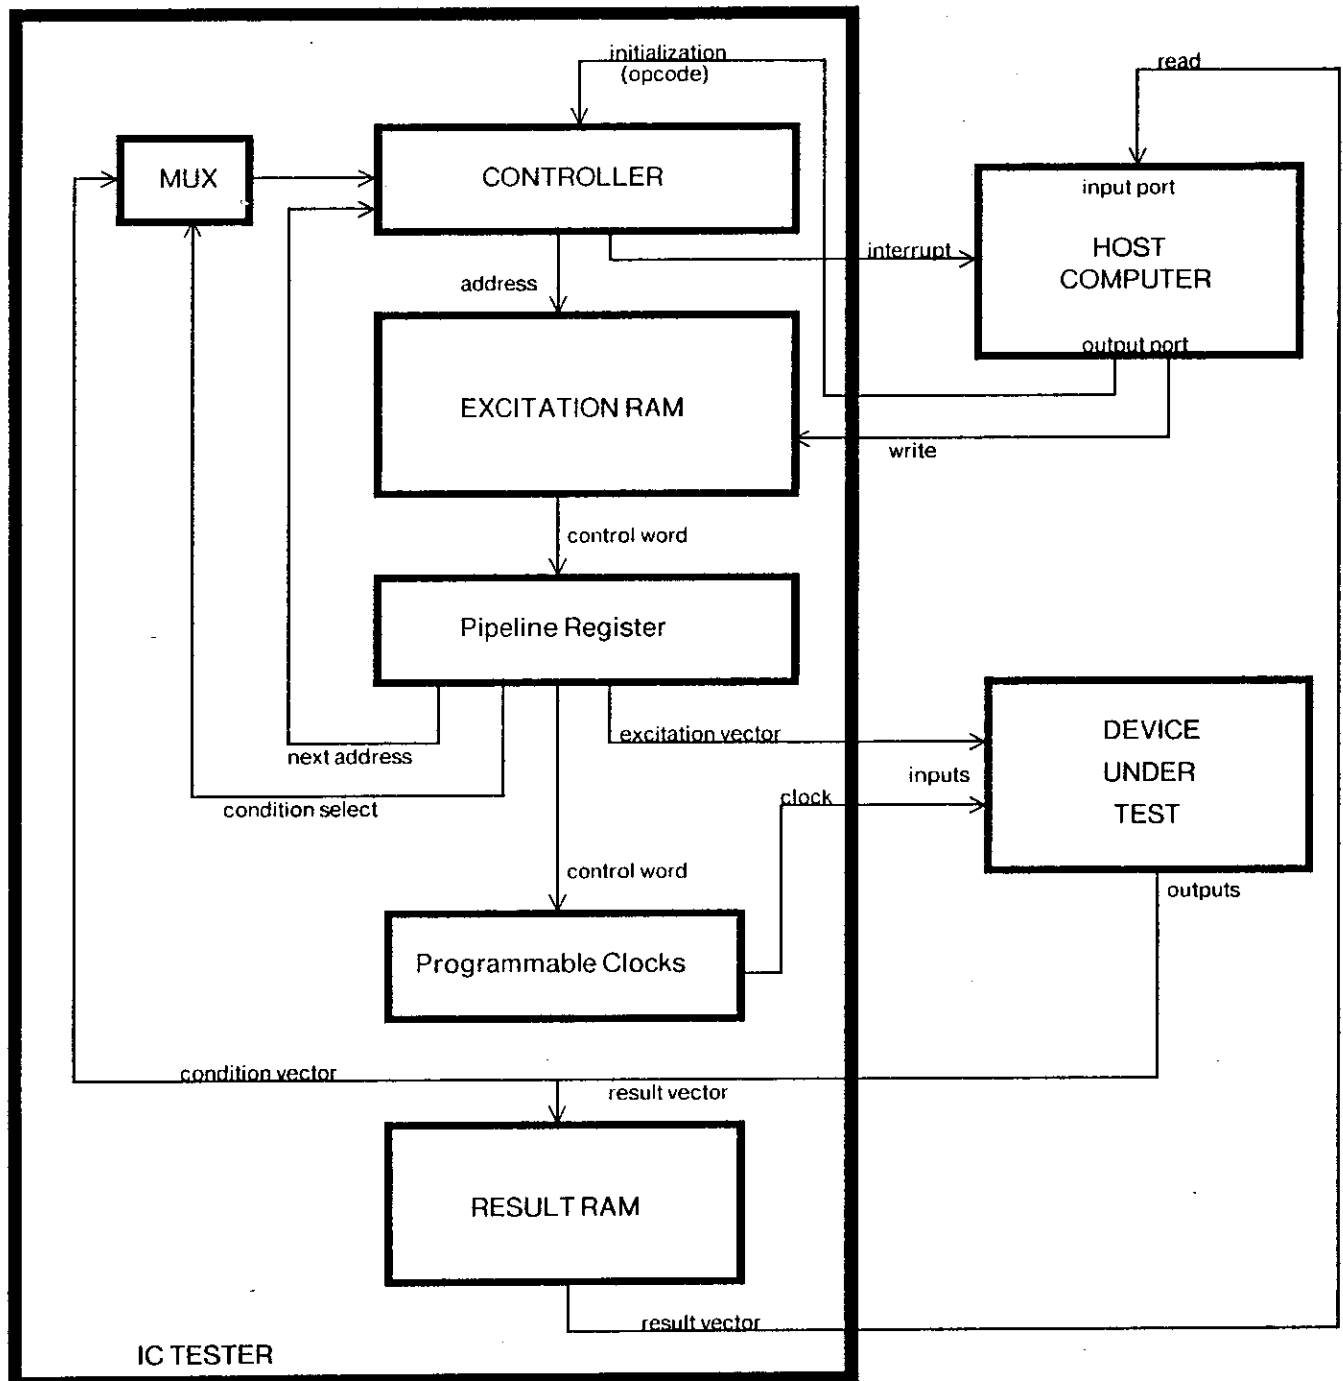 initialization
(opcode)
read
MUX
CONTROLLER
input port
interrupt
HOST
COMPUTER
address
output port
EXCITATION RAM
write
control word
Pipeline Register
excitation vector
DEVICE
next address
inputs
UNDER
clock
condition select
TEST
control word
outputs
Programmable Clocks
condition vector
result vector
RESULT RAM
result vector
IC TESTER